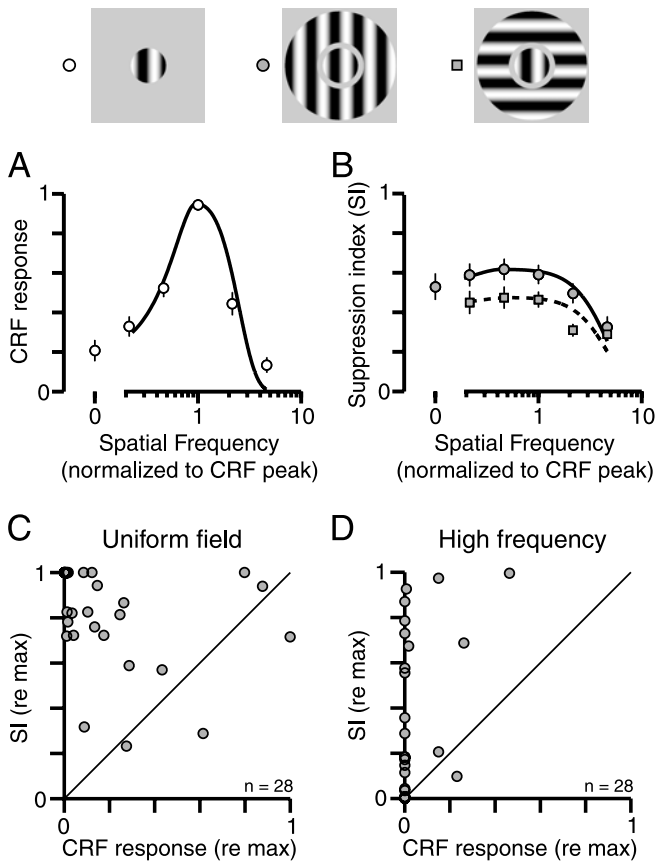 A
B
1
CRF response
0
0
1
10
Spatial Frequency
(normalized to CRF peak)
1
Suppression index (SI)
0
0
1
10
Spatial Frequency
(normalized to CRF peak)
C
Uniform field
1
SI (re max)
0
n = 28
0
1
CRF response (re max)
D
High frequency
1
SI (re max)
0
n = 28
0
1
CRF response (re max)